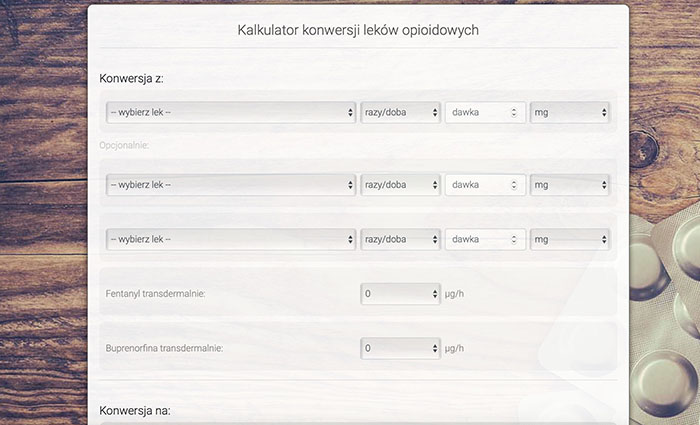 Kalkulator konwersji leków opioidowych
Konwersja z:
-- wybierz lek -- razy/doba dawka mg
Opcjonalnie:
-- wybierz lek -- razy/doba dawka mg
-- wybierz lek -- razy/doba dawka mg
Fentanyl transdermalnie: 0 µg/h
Buprenorfina transdermalnie: 0 µg/h
Konwersja na: